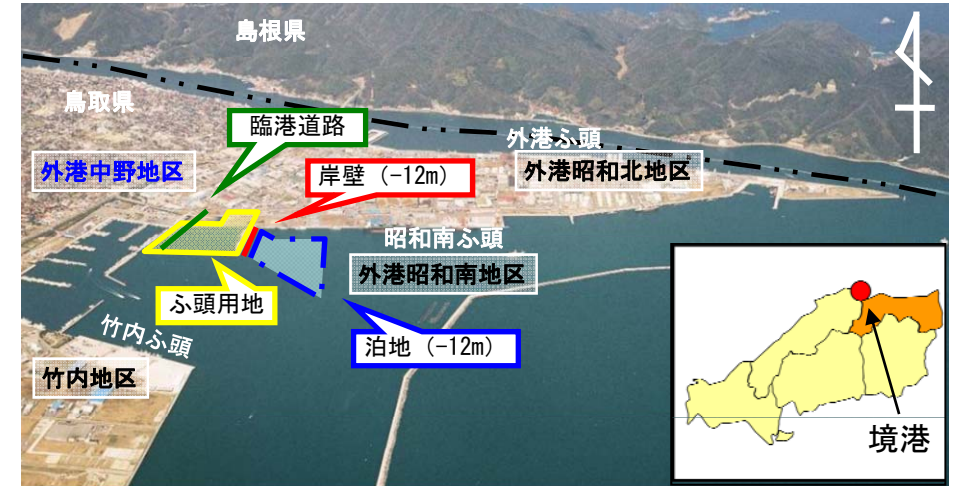 島根県
鳥取県
臨港道路
外港ふ頭
外港中野地区
岸壁（-12m）
外港昭和北地区
昭和南ふ頭
外港昭和南地区
ふ頭用地
竹内ふ頭
泊地（-12m）
竹内地区
境港